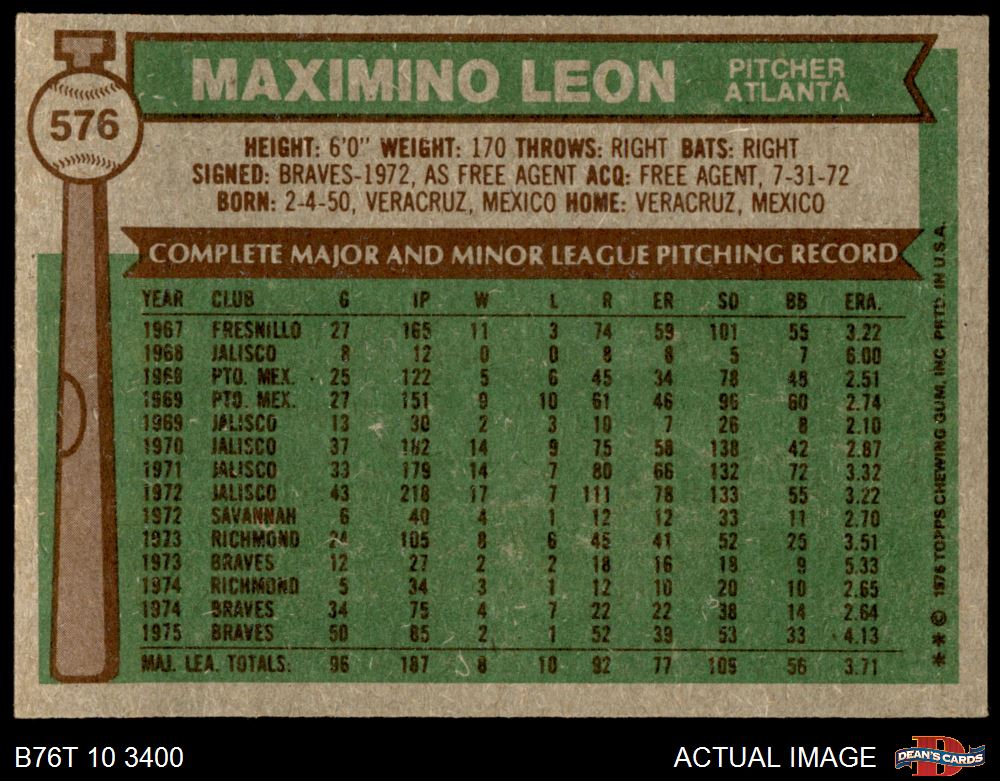 576
MAXIMINO LEON
PITCHER
ATLANTA
HEIGHT: 6'0" WEIGHT: 170 THROWS: RIGHT BATS: RIGHT
SIGNED: BRAVES-1972, AS FREE AGENT ACQ: FREE AGENT, 7-31-72
BORN: 2-4-50, VERACRUZ, MEXICO HOME: VERACRUZ, MEXICO
COMPLETE MAJOR AND MINOR LEAGUE PITCHING RECORD
YEAR CLUB G IP W L R ER SO BB ERA.
1967 FRESNILLO 27 165 11 3 74 59 101 55 3.22
1968 JALISCO 8 12 0 0 8 8 5 7 6.00
1968 PTO. MEX. 25 122 5 6 45 34 78 48 2.51
1969 PTO. MEX. 27 151 9 10 61 46 96 60 2.74
1969 JALISCO 13 30 2 3 10 7 26 8 2.10
1970 JALISCO 37 182 14 9 75 58 138 42 2.87
1971 JALISCO 33 179 14 7 80 66 132 72 3.32
1972 JALISCO 43 218 17 7 111 78 133 55 3.22
1972 SAVANNAH 6 40 4 1 12 12 33 11 2.70
1973 RICHMOND 24 105 8 6 45 41 52 25 3.51
1973 BRAVES 12 27 2 2 18 16 18 9 5.33
1974 RICHMOND 5 34 3 1 12 10 20 10 2.65
1974 BRAVES 34 75 4 7 22 22 38 14 2.64
1975 BRAVES 50 85 2 1 52 39 53 33 4.13
MAJ. LEA. TOTALS: 96 187 8 10 92 77 109 56 3.71
** © 1976 TOPPS CHEWING GUM, INC. PRTD. IN U.S.A.
B76T 10 3400
ACTUAL IMAGE
D
DEAN'S CARDS